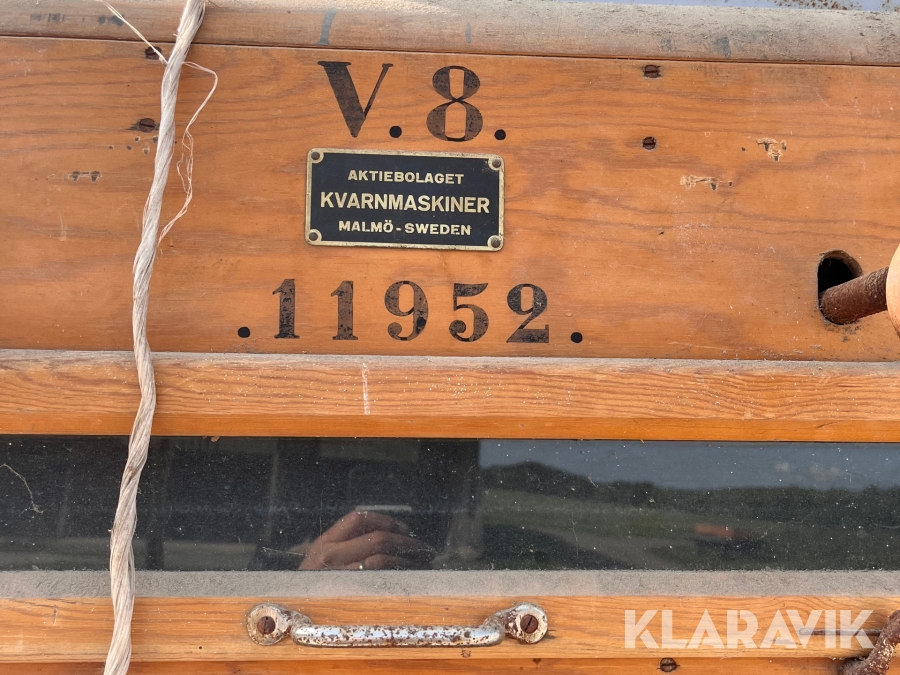 V.8.
AKTIEBOLAGET
KVARNMASKINER
MALMÖ-SWEDEN
.11952.
KLARAVIK